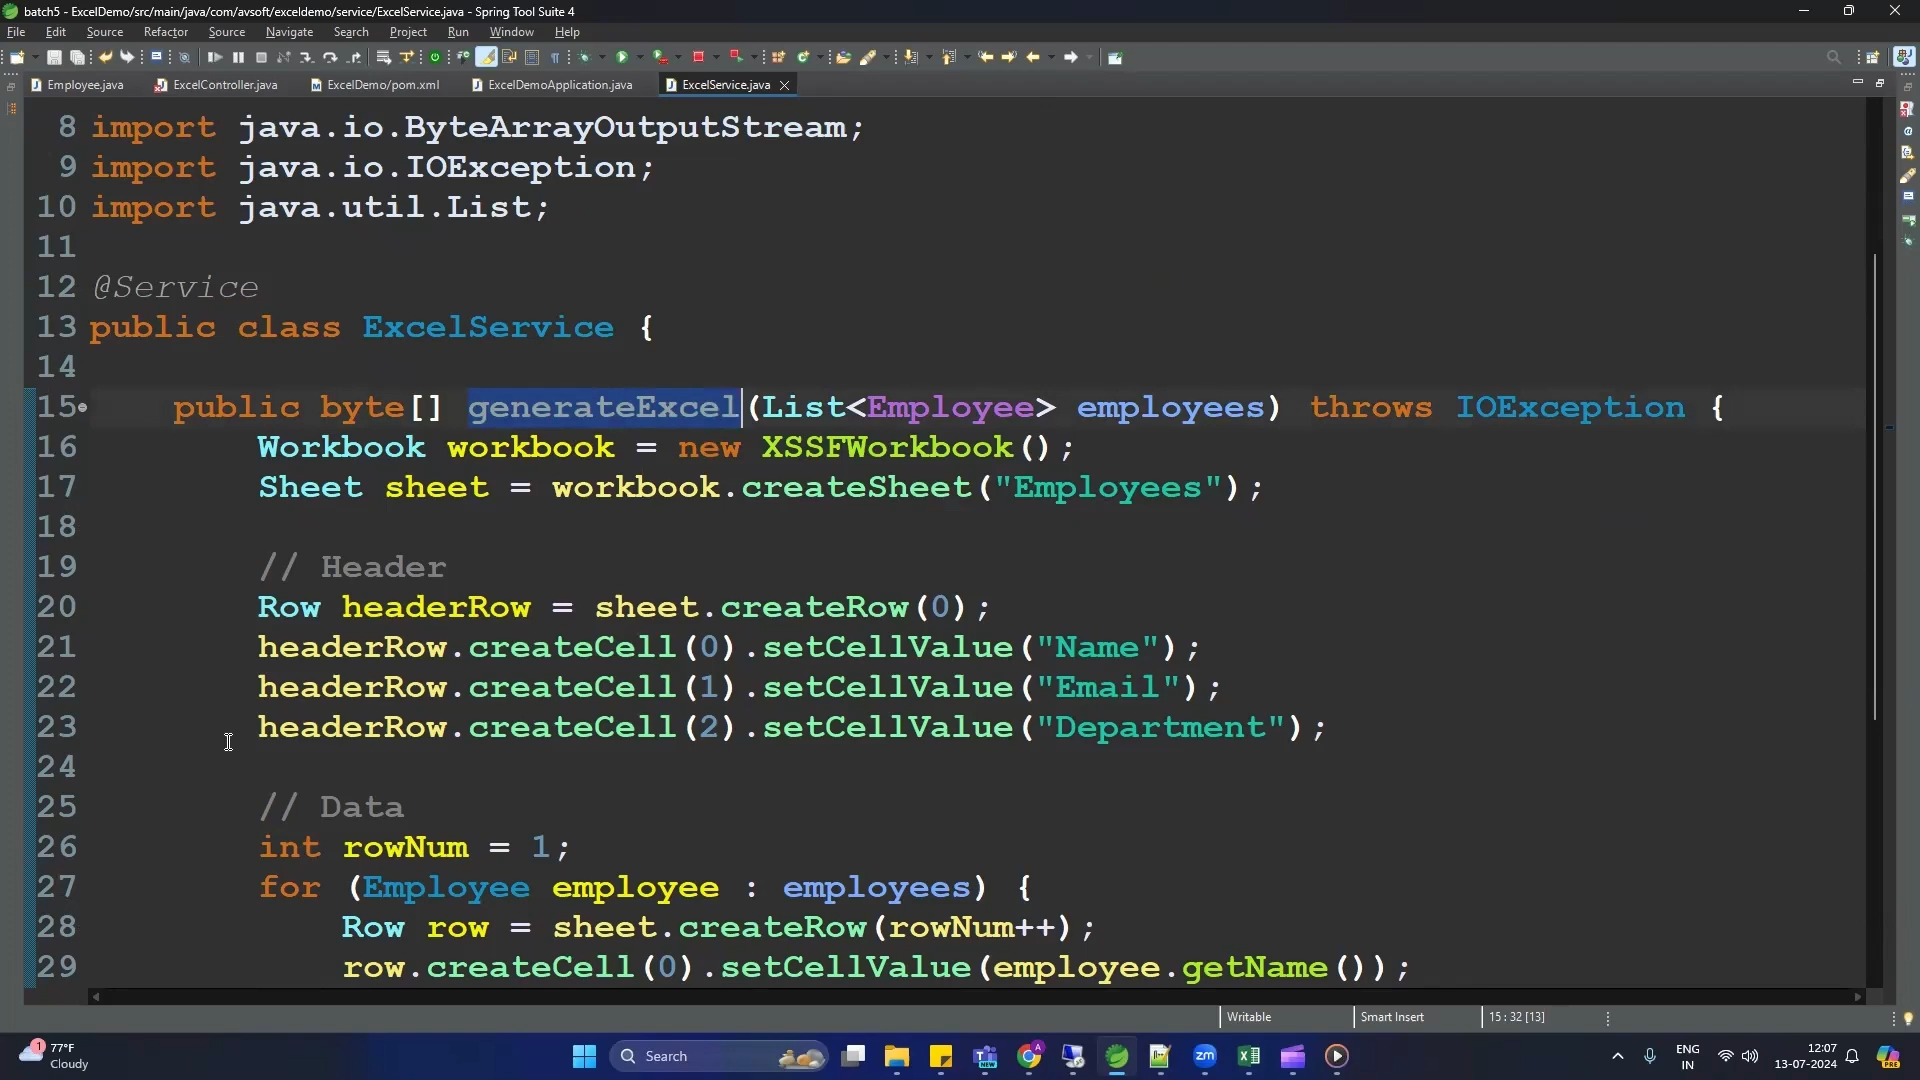 batch5 - ExcelDemo/src/main/java/com/avsoft/exceldemo/service/ExcelService.java - Spring Tool Suite 4
File Edit Source Refactor Source Navigate Search Project Run Window Help
Employee.java ExcelController.java ExcelDemo/pom.xml ExcelDemoApplication.java ExcelService.java
8 import java.io.ByteArrayOutputStream;
9 import java.io.IOException;
10 import java.util.List;
11
12 @Service
13 public class ExcelService {
14
15 public byte[] generateExcel(List<Employee> employees) throws IOException {
16 Workbook workbook = new XSSFWorkbook();
17 Sheet sheet = workbook.createSheet("Employees");
18
19 // Header
20 Row headerRow = sheet.createRow(0);
21 headerRow.createCell(0).setCellValue("Name");
22 headerRow.createCell(1).setCellValue("Email");
23 headerRow.createCell(2).setCellValue("Department");
24
25 // Data
26 int rowNum = 1;
27 for (Employee employee : employees) {
28 Row row = sheet.createRow(rowNum++);
29 row.createCell(0).setCellValue(employee.getName());
Writable Smart Insert 15 : 32 [13]
1 77°F
Cloudy
Search
NEW
A
zm
ENG
IN
12:07
13-07-2024
PRE